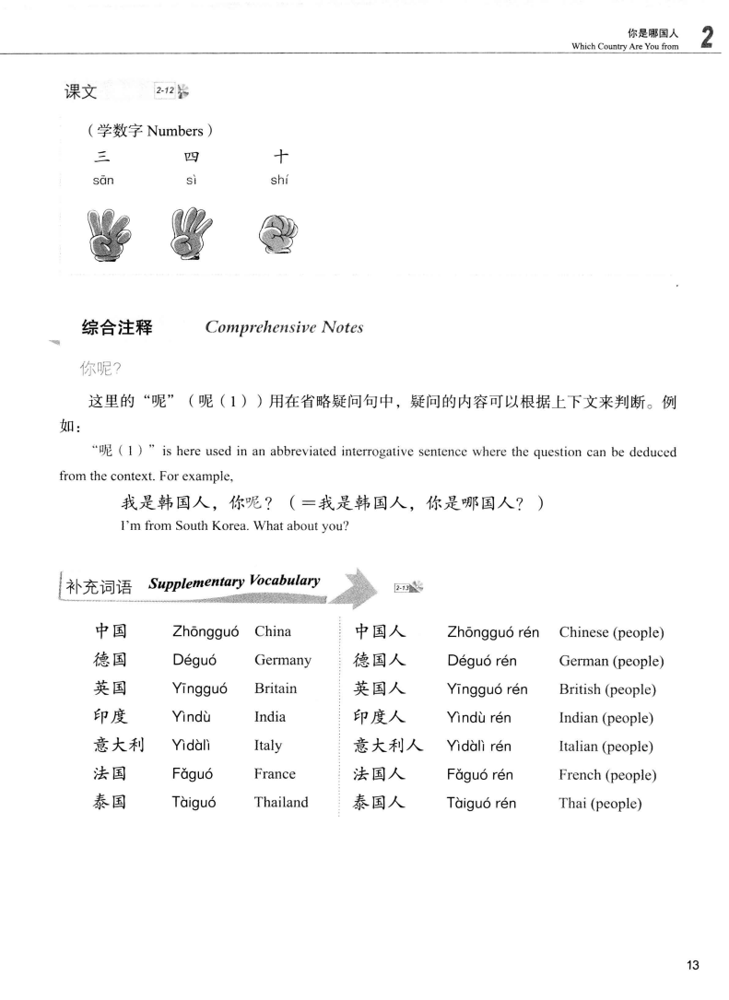 你是哪国人 2
Which Country Are You from
课文 2-12
（学数字 Numbers）
三 四 十
sān sì shí
综合注释 Comprehensive Notes
你呢?
这里的“呢”（呢（1））用在省略疑问句中，疑问的内容可以根据上下文来判断。例
如：
“呢（1）” is here used in an abbreviated interrogative sentence where the question can be deduced
from the context. For example,
我是韩国人，你呢？（＝我是韩国人，你是哪国人？）
I'm from South Korea. What about you?
补充词语 Supplementary Vocabulary 2-13
中国 Zhōngguó China 中国人 Zhōngguó rén Chinese (people)
德国 Déguó Germany 德国人 Déguó rén German (people)
英国 Yīngguó Britain 英国人 Yīngguó rén British (people)
印度 Yìndù India 印度人 Yìndù rén Indian (people)
意大利 Yìdàlì Italy 意大利人 Yìdàlì rén Italian (people)
法国 Fǎguó France 法国人 Fǎguó rén French (people)
泰国 Tàiguó Thailand 泰国人 Tàiguó rén Thai (people)
13